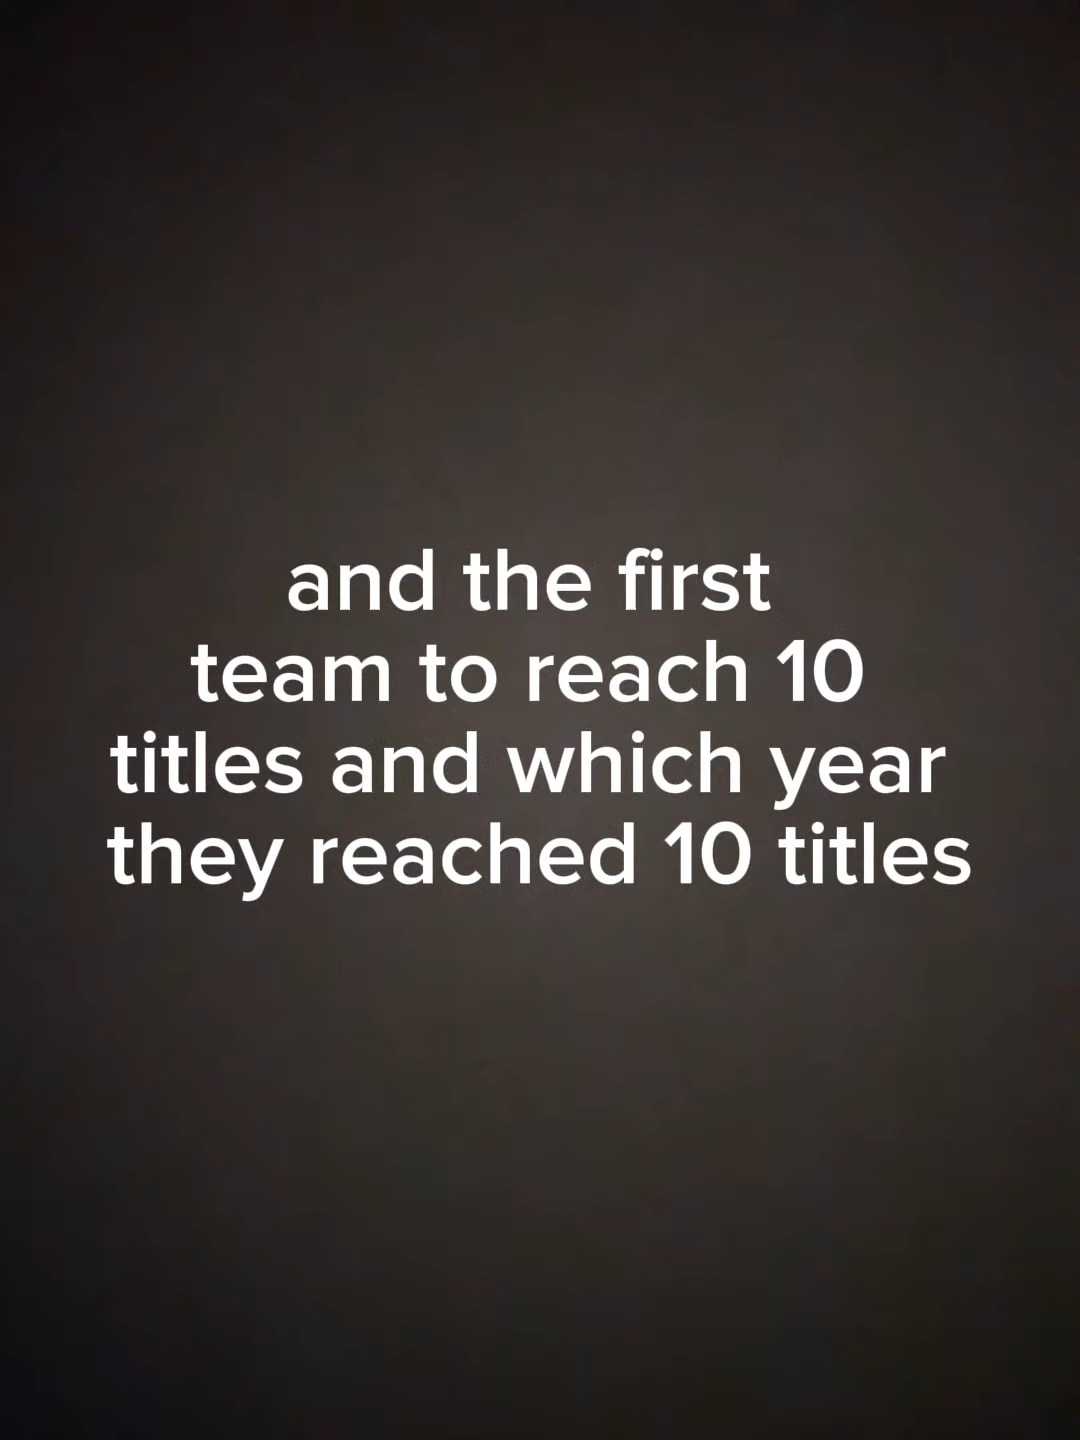 and the first
team to reach 10
titles and which year
they reached 10 titles